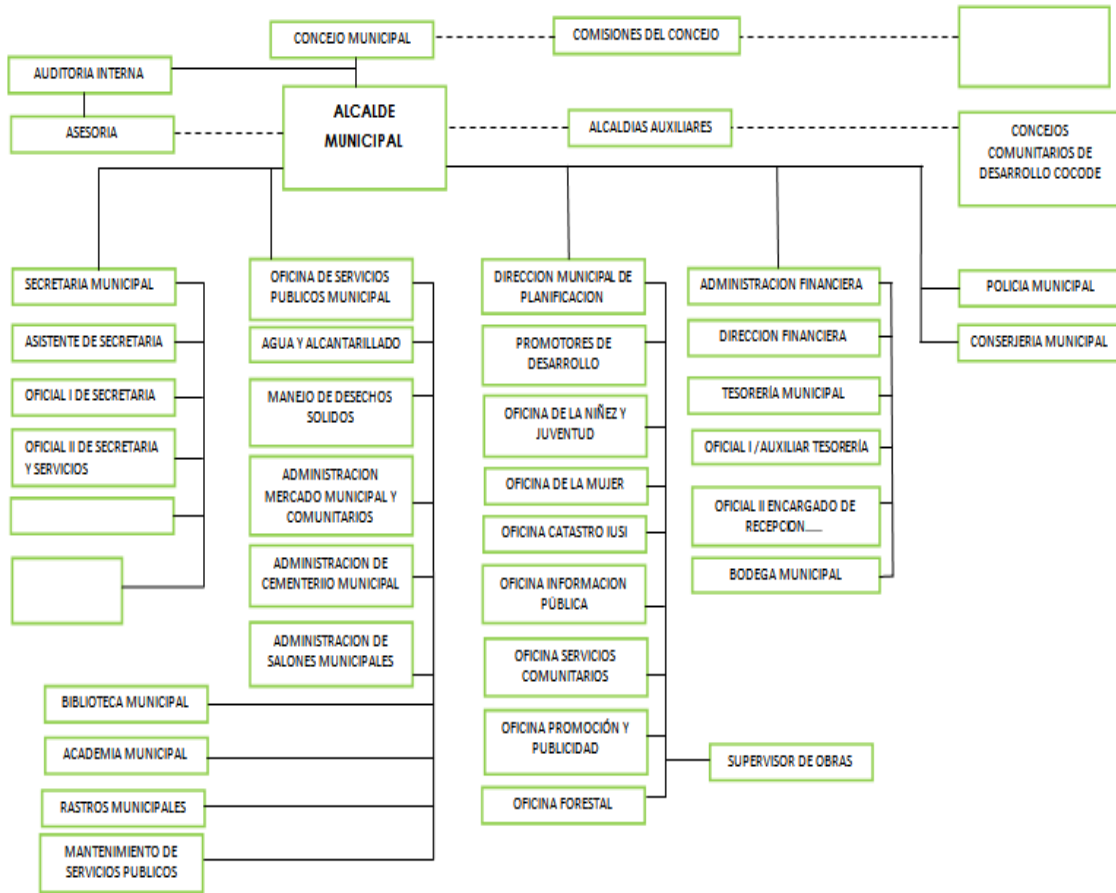 CONCEJO MUNICIPAL
COMISIONES DEL CONCEJO
AUDITORIA INTERNA
ASESORIA
ALCALDE
MUNICIPAL
ALCALDIAS AUXILIARES
CONCEJOS
COMUNITARIOS DE
DESARROLLO COCODE
SECRETARIA MUNICIPAL
ASISTENTE DE SECRETARIA
OFICIAL I DE SECRETARIA
OFICIAL II DE SECRETARIA
Y SERVICIOS
OFICINA DE SERVICIOS
PUBLICOS MUNICIPAL
AGUA Y ALCANTARILLADO
MANEJO DE DESECHOS
SOLIDOS
ADMINISTRACION
MERCADO MUNICIPAL Y
COMUNITARIOS
ADMINISTRACION DE
CEMENTERIIO MUNICIPAL
ADMINISTRACION DE
SALONES MUNICIPALES
BIBLIOTECA MUNICIPAL
ACADEMIA MUNICIPAL
RASTROS MUNICIPALES
MANTENIMIENTO DE
SERVICIOS PUBLICOS
DIRECCION MUNICIPAL DE
PLANIFICACION
PROMOTORES DE
DESARROLLO
OFICINA DE LA NIÑEZ Y
JUVENTUD
OFICINA DE LA MUJER
OFICINA CATASTRO IUSI
OFICINA INFORMACION
PÚBLICA
OFICINA SERVICIOS
COMUNITARIOS
OFICINA PROMOCIÓN Y
PUBLICIDAD
OFICINA FORESTAL
SUPERVISOR DE OBRAS
ADMINISTRACION FINANCIERA
DIRECCION FINANCIERA
TESORERÍA MUNICIPAL
OFICIAL I / AUXILIAR TESORERÍA
OFICIAL II ENCARGADO DE
RECEPCION......
BODEGA MUNICIPAL
POLICIA MUNICIPAL
CONSERJERIA MUNICIPAL